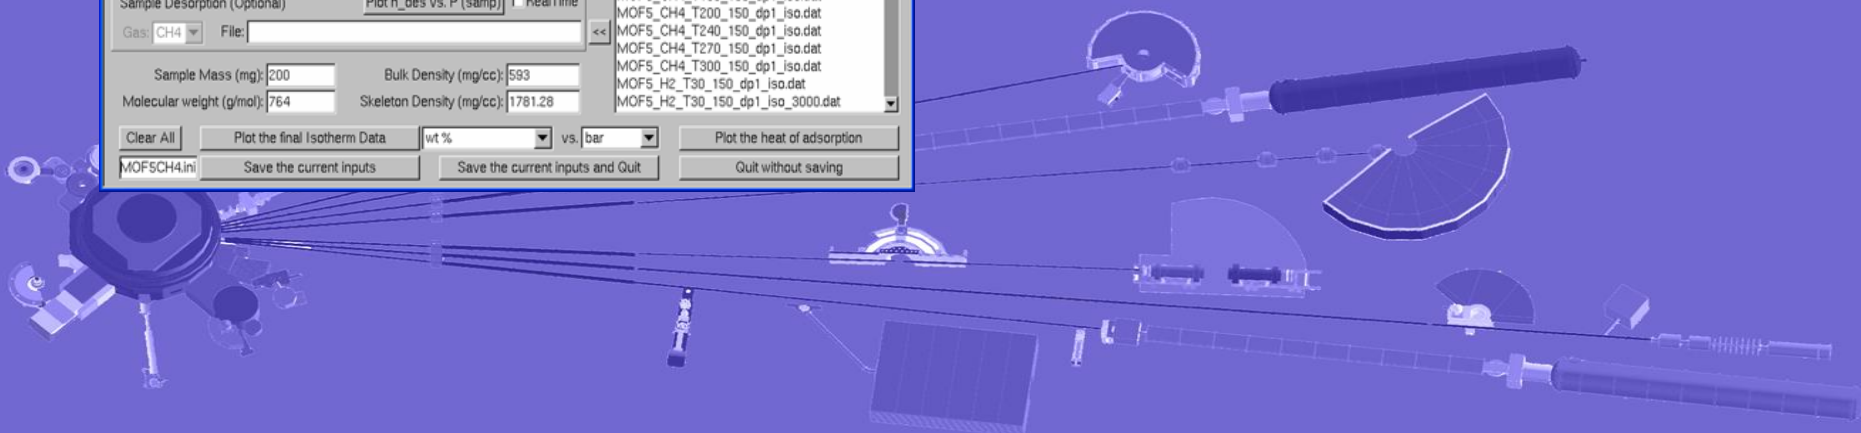 Sample Desorption (Optional) Plot n_des vs. P (samp) RealTime
Gas: CH4 File: <<
MOF5_CH4_T200_150_dp1_iso.dat
MOF5_CH4_T240_150_dp1_iso.dat
MOF5_CH4_T270_150_dp1_iso.dat
MOF5_CH4_T300_150_dp1_iso.dat
MOF5_H2_T30_150_dp1_iso.dat
MOF5_H2_T30_150_dp1_iso_3000.dat
Sample Mass (mg): 200 Bulk Density (mg/cc): 593
Molecular weight (g/mol): 764 Skeleton Density (mg/cc): 1781.28
Clear All Plot the final Isotherm Data wt % vs. bar Plot the heat of adsorption
MOF5CH4.ini Save the current inputs Save the current inputs and Quit Quit without saving